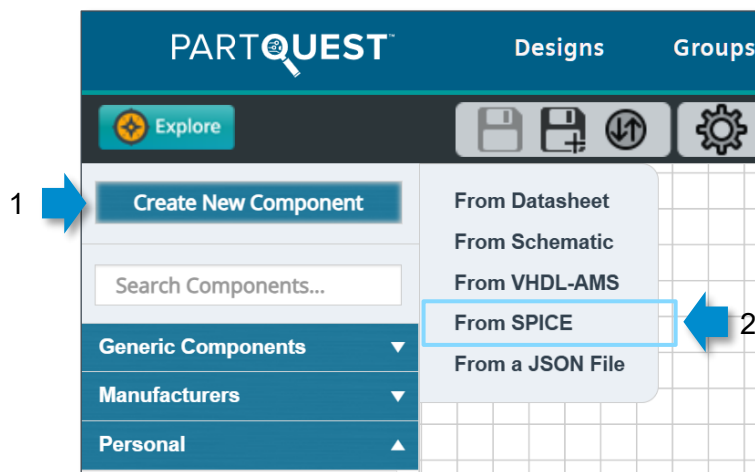 PARTQUEST™
Designs
Groups
Explore
1
Create New Component
From Datasheet
From Schematic
Search Components...
From VHDL-AMS
From SPICE
2
Generic Components
From a JSON File
Manufacturers
Personal